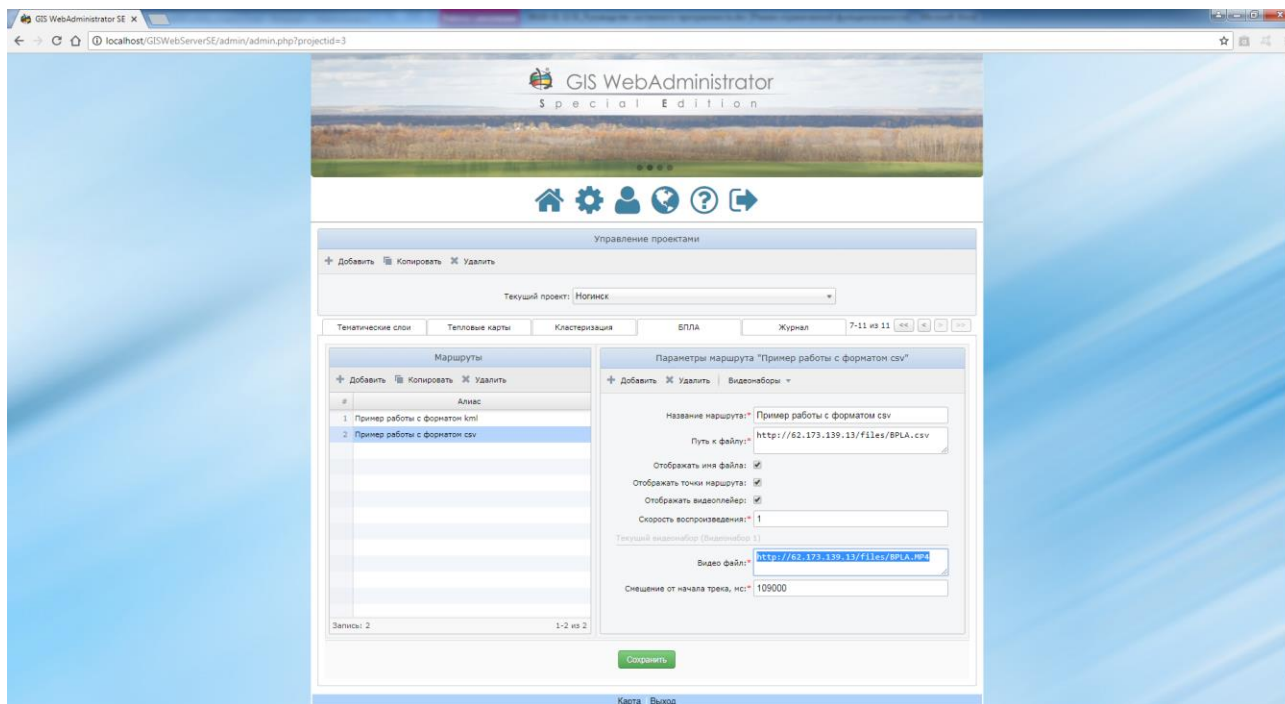 GIS WebAdministrator SE
localhost/GISWebServerSE/admin/admin.php?projectid=3
GIS WebAdministrator
Special Edition
Управление проектами
Добавить Копировать Удалить
Текущий проект: Ногинск
Тематические слои Тепловые карты Кластеризация БПЛА Журнал 7-11 из 11 << < > >>
Маршруты
Добавить Копировать Удалить
# Алиас
1 Пример работы с форматом kml
2 Пример работы с форматом csv
Запись: 2 1-2 из 2
Параметры маршрута "Пример работы с форматом csv"
Добавить Удалить Видеонаборы
Название маршрута:* Пример работы с форматом csv
Путь к файлу:* http://62.173.139.13/files/BPLA.csv
Отображать имя файла:
Отображать точки маршрута:
Отображать видеоплейер:
Скорость воспроизведения:* 1
Текущий видеонабор (Видеонабор 1)
Видео файл:* http://62.173.139.13/files/BPLA.MP4
Смещение от начала трека, мс:* 109000
Сохранить
Карта Выход